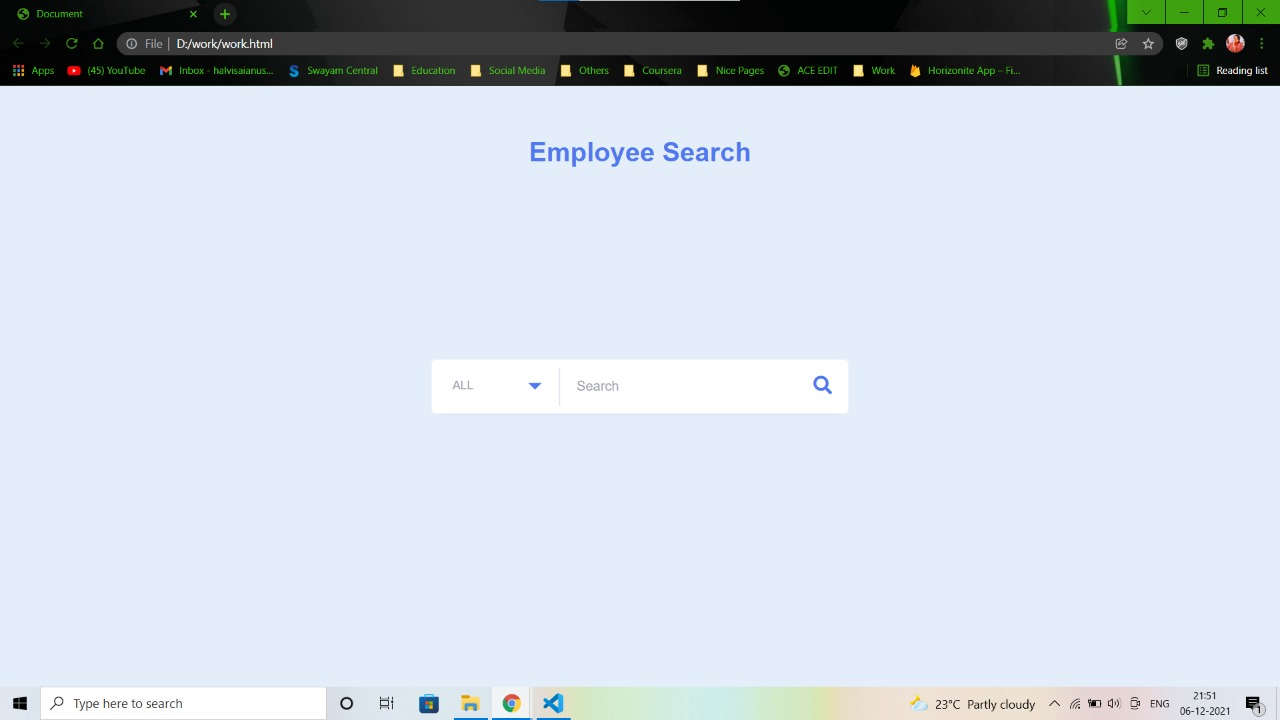 Document
File | D:/work/work.html
Apps (45) YouTube Inbox - halvisaianus... Swayam Central Education Social Media Others Coursera Nice Pages ACE EDIT Work Horizonite App – Fi... Reading list
Employee Search
ALL Search
Type here to search 23°C Partly cloudy ENG 21:51
06-12-2021 1